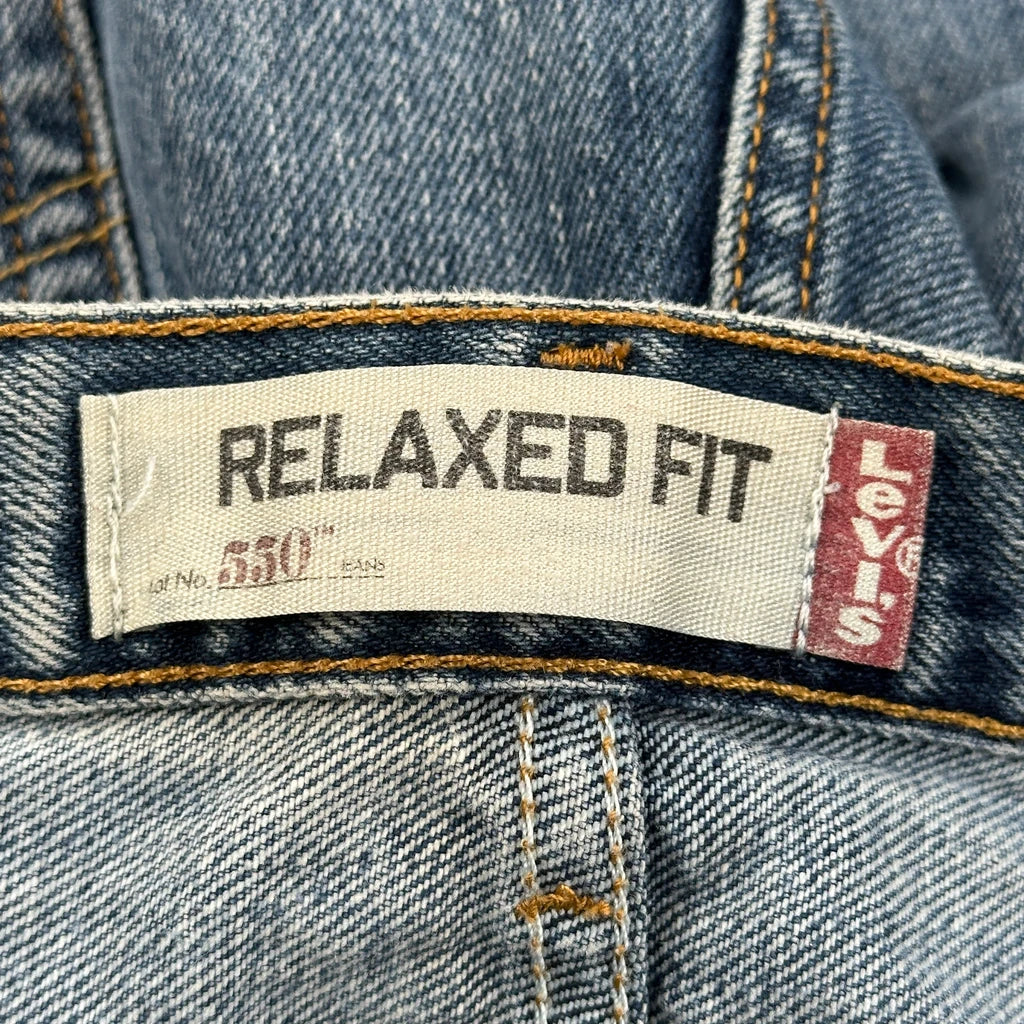 RELAXED FIT
Lot No. 550™ JEANS
Levi's®